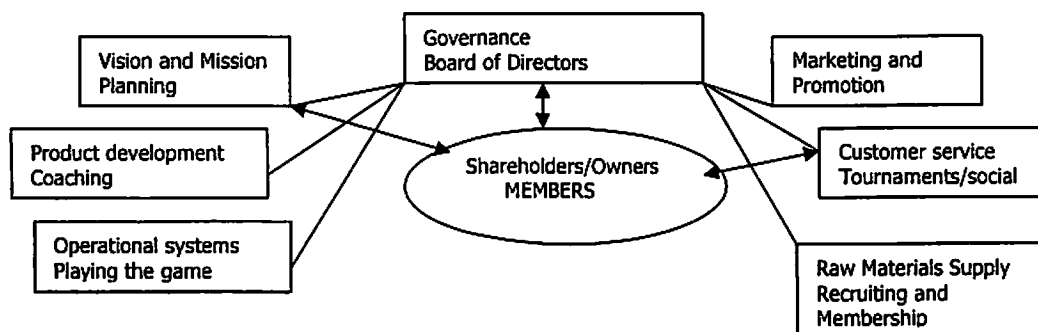 Governance
Board of Directors
Vision and Mission
Planning
Marketing and
Promotion
Product development
Coaching
Shareholders/Owners
MEMBERS
Customer service
Tournaments/social
Operational systems
Playing the game
Raw Materials Supply
Recruiting and
Membership